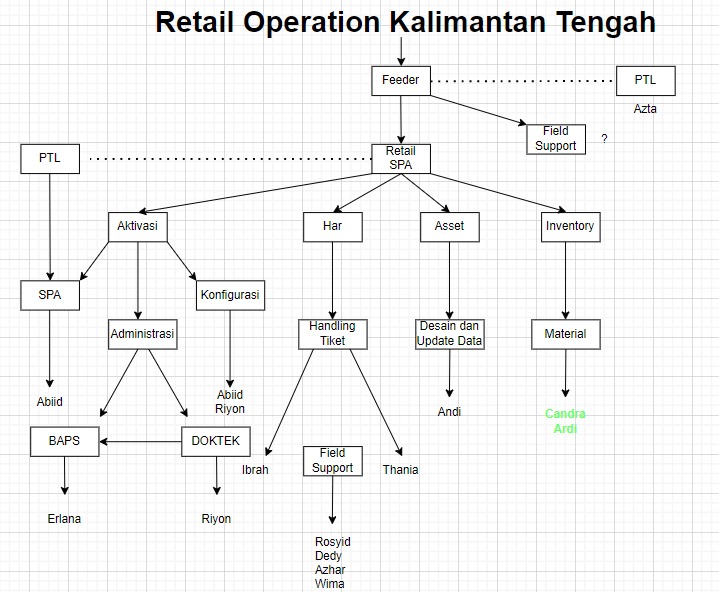 Retail Operation Kalimantan Tengah
Feeder
PTL
Azta
Field
Support
?
PTL
Retail
SPA
Aktivasi
Har
Asset
Inventory
SPA
Konfigurasi
Administrasi
Handling
Tiket
Desain dan
Update Data
Material
Abiid
Abiid
Riyon
Andi
Candra
Ardi
BAPS
DOKTEK
Ibrah
Field
Support
Thania
Erlana
Riyon
Rosyid
Dedy
Azhar
Wima